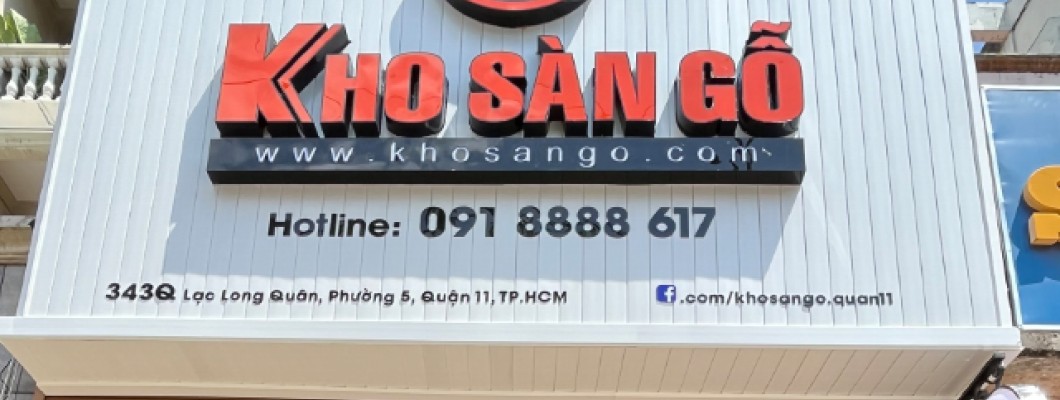 KHO SÀN GỖ
www.khosango.com
Hotline: 091 8888 617
343Q Lạc Long Quân, Phường 5, Quận 11, TP.HCM
f.com/khosango.quan11